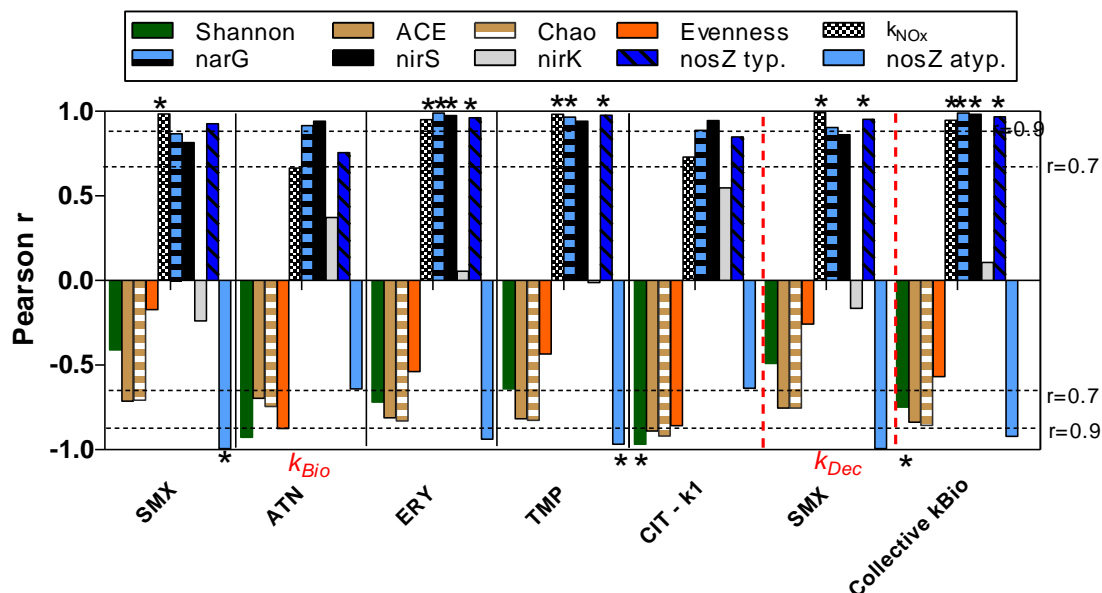 Shannon ACE Chao Evenness kNOx
narG nirS nirK nosZ typ. nosZ atyp.
* * * * * * * * * * * * * * *
1.0
=0.9
r=0.7
0.5
0.0
-0.5
r=0.7
r=0.9
-1.0
Pearson r
* * * *
kBio kDec
SMX ATN ERY TMP CIT - k1 SMX Collective kBio